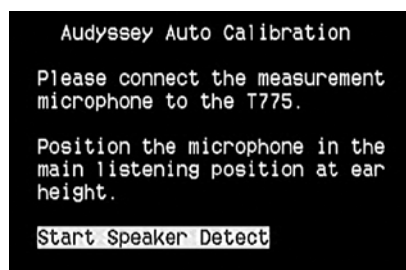 Audyssey Auto Calibration
Please connect the measurement
microphone to the T775.
Position the microphone in the
main listening position at ear
height.
Start Speaker Detect